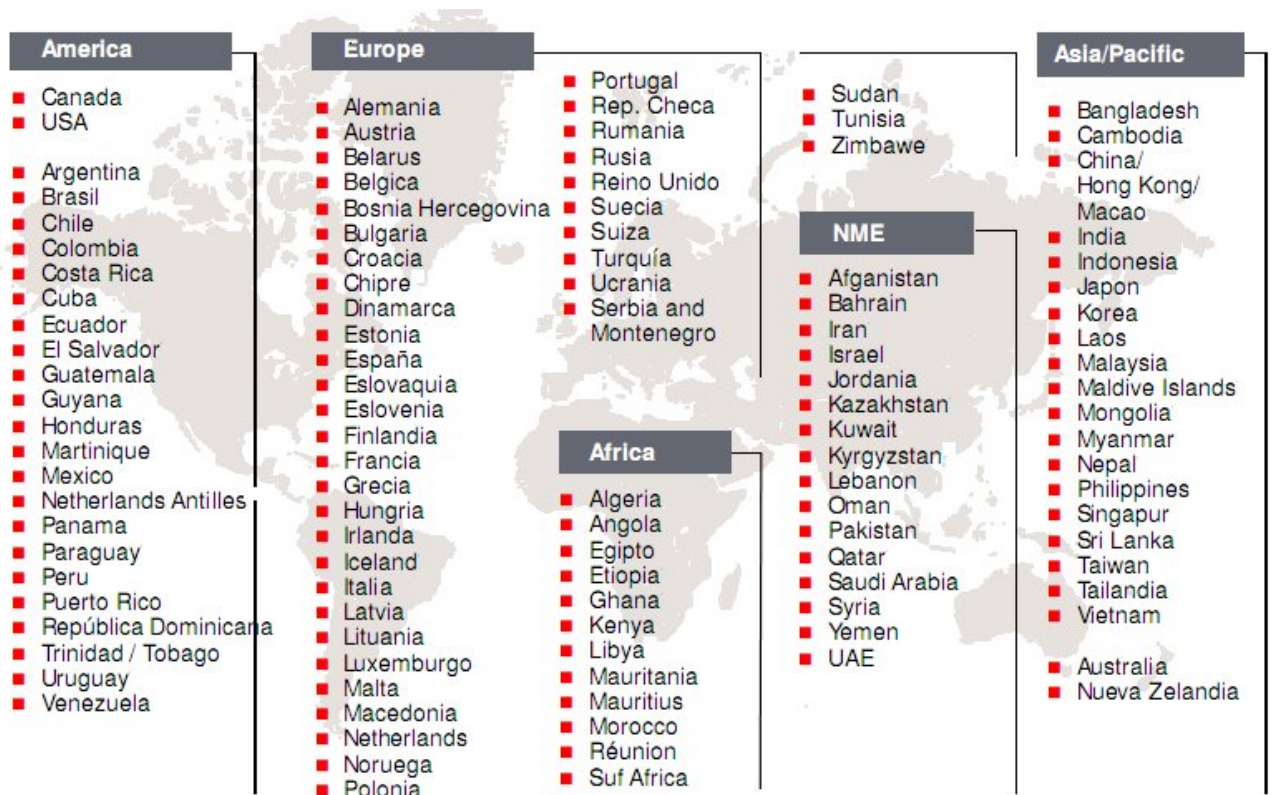 America
Canada
USA
Argentina
Brasil
Chile
Colombia
Costa Rica
Cuba
Ecuador
El Salvador
Guatemala
Guyana
Honduras
Martinique
Mexico
Netherlands Antilles
Panama
Paraguay
Peru
Puerto Rico
República Dominicana
Trinidad / Tobago
Uruguay
Venezuela
Europe
Alemania
Austria
Belarus
Belgica
Bosnia Hercegovina
Bulgaria
Croacia
Chipre
Dinamarca
Estonia
España
Eslovaquia
Eslovenia
Finlandia
Francia
Grecia
Hungria
Irlanda
Iceland
Italia
Latvia
Lituania
Luxemburgo
Malta
Macedonia
Netherlands
Noruega
Polonia
Portugal
Rep. Checa
Rumania
Rusia
Reino Unido
Suecia
Suiza
Turquía
Ucrania
Serbia and
Montenegro
Africa
Algeria
Angola
Egipto
Etiopia
Ghana
Kenya
Libya
Mauritania
Mauritius
Morocco
Réunion
Suf Africa
Sudan
Tunisia
Zimbawe
NME
Afganistan
Bahrain
Iran
Israel
Jordania
Kazakhstan
Kuwait
Kyrgyzstan
Lebanon
Oman
Pakistan
Qatar
Saudi Arabia
Syria
Yemen
UAE
Asia/Pacific
Bangladesh
Cambodia
China/
Hong Kong/
Macao
India
Indonesia
Japon
Korea
Laos
Malaysia
Maldive Islands
Mongolia
Myanmar
Nepal
Philippines
Singapur
Sri Lanka
Taiwan
Tailandia
Vietnam
Australia
Nueva Zelandia